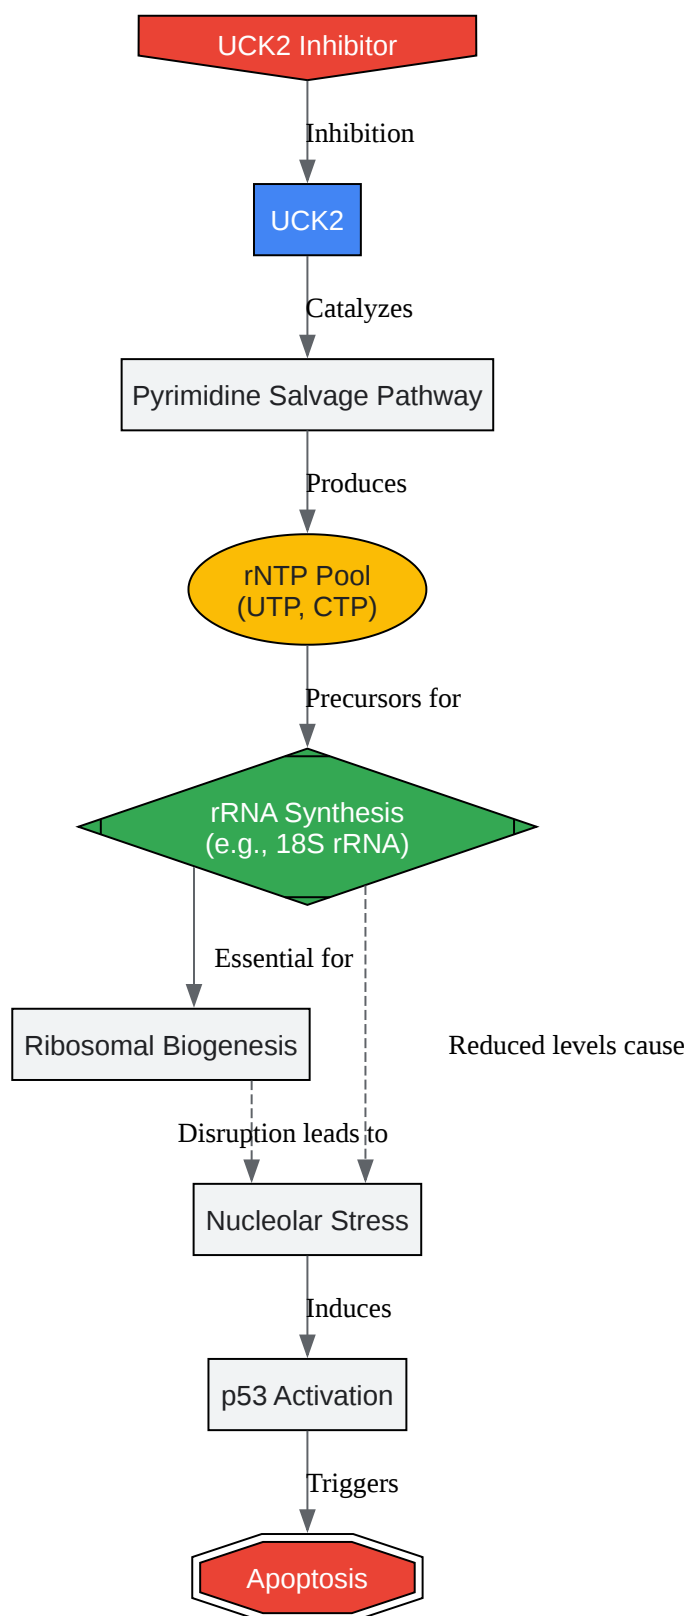 UCK2 Inhibitor
Inhibition
UCK2
Catalyzes
Pyrimidine Salvage Pathway
Produces
rNTP Pool
(UTP, CTP)
Precursors for
rRNA Synthesis
(e.g., 18S rRNA)
Essential for
Ribosomal Biogenesis
Reduced levels cause
Disruption leads to
Nucleolar Stress
Induces
p53 Activation
Triggers
Apoptosis